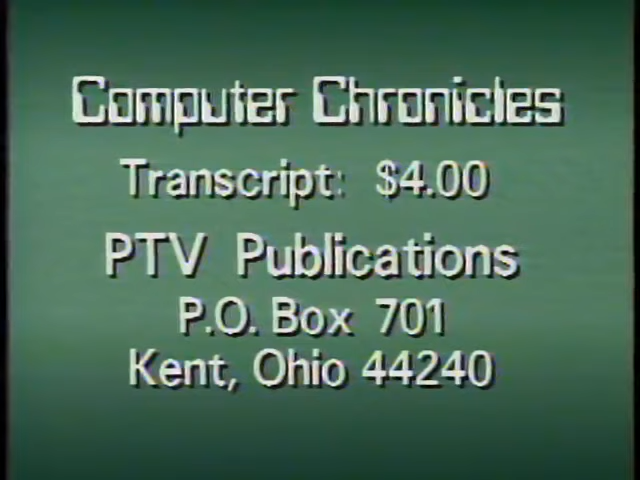 Computer Chronicles
Transcript: $4.00
PTV Publications
P.O. Box 701
Kent, Ohio 44240